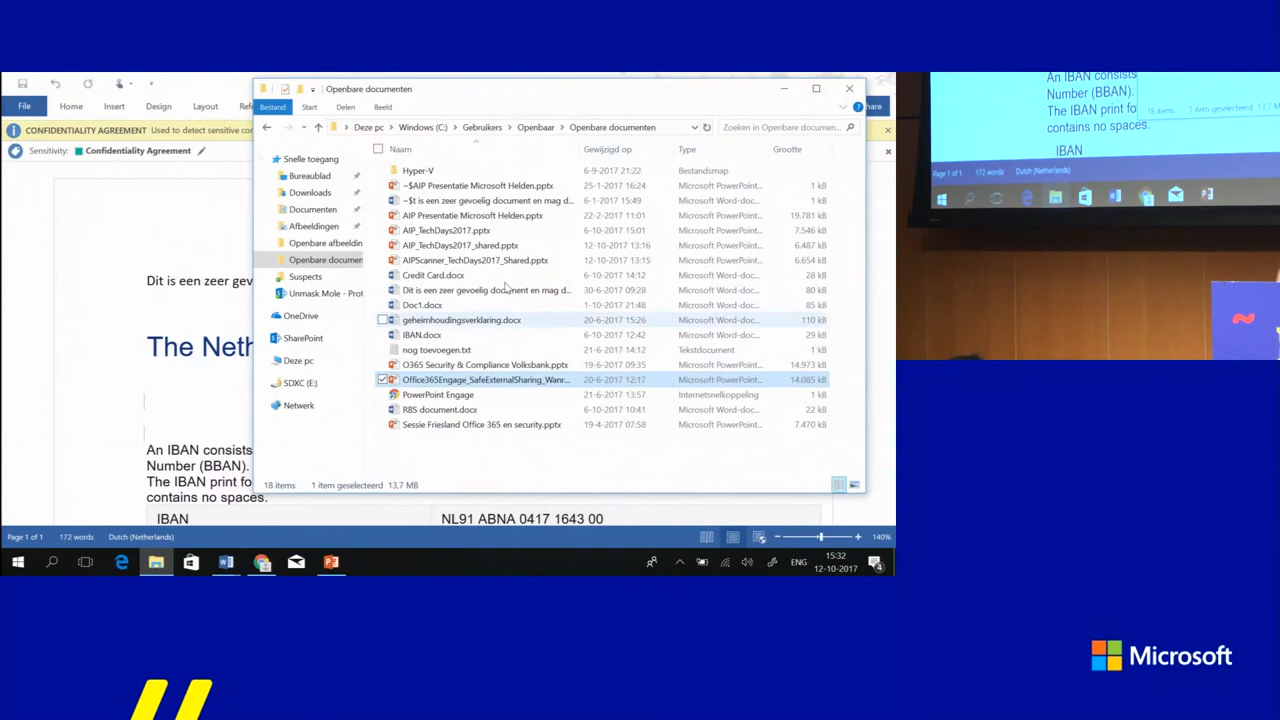 Openbare documenten
File Home Insert Design Layout
Bestand Start Delen Beeld
CONFIDENTIALITY AGREEMENT Used to detect sensitive
Sensitivity: Confidentiality Agreement
Deze pc Windows (C:) Gebruikers Openbaar Openbare documenten
Zoeken in Openbare documen...
Naam Gewijzigd op Type Grootte
Snelle toegang
Bureaublad
Downloads
Documenten
Afbeeldingen
Openbare afbeeldin
Openbare documen
Suspects
Unmask Mole - Prot
OneDrive
SharePoint
Deze pc
SDXC (E:)
Netwerk
Hyper-V 6-9-2017 21:22 Bestandsmap
~$AIP Presentatie Microsoft Helden.pptx 25-1-2017 16:24 Microsoft PowerPoint... 1 kB
~$t is een zeer gevoelig document en mag d... 6-1-2017 15:49 Microsoft Word-doc... 1 kB
AIP Presentatie Microsoft Helden.pptx 22-2-2017 11:01 Microsoft PowerPoint... 19.781 kB
AIP_TechDays2017.pptx 6-10-2017 15:01 Microsoft PowerPoint... 7.546 kB
AIP_TechDays2017_shared.pptx 12-10-2017 13:16 Microsoft PowerPoint... 6.487 kB
AIPScanner_TechDays2017_Shared.pptx 12-10-2017 13:15 Microsoft PowerPoint... 6.654 kB
Credit Card.docx 6-10-2017 14:12 Microsoft Word-doc... 28 kB
Dit is een zeer gevoelig document en mag d... 30-6-2017 09:28 Microsoft Word-doc... 80 kB
Doc1.docx 1-10-2017 21:48 Microsoft Word-doc... 85 kB
geheimhoudingsverklaring.docx 20-6-2017 15:26 Microsoft Word-doc... 110 kB
IBAN.docx 6-10-2017 12:42 Microsoft Word-doc... 29 kB
nog toevoegen.txt 21-6-2017 14:12 Tekstdocument 1 kB
O365 Security & Compliance Volksbank.pptx 19-6-2017 09:35 Microsoft PowerPoint... 14.973 kB
Office365Engage_SafeExternalSharing_Wanr... 20-6-2017 12:17 Microsoft PowerPoint... 14.085 kB
PowerPoint Engage 21-6-2017 13:57 Internetsnelkoppeling 1 kB
RBS document.docx 6-10-2017 10:41 Microsoft Word-doc... 22 kB
Sessie Friesland Office 365 en security.pptx 19-4-2017 07:58 Microsoft PowerPoint... 7.470 kB
18 items 1 item geselecteerd 13,7 MB
Dit is een zeer gev
The Neth
An IBAN consists
Number (BBAN).
The IBAN print fo
contains no spaces.
IBAN NL91 ABNA 0417 1643 00
Page 1 of 1 172 words Dutch (Netherlands) 140%
ENG 15:32
12-10-2017
4
An IBAN consists
Number (BBAN).
The IBAN print fo
contains no spaces.
18 items 1 item geselecteerd
IBAN
Page 1 of 1 172 words Dutch (Netherlands)
Microsoft